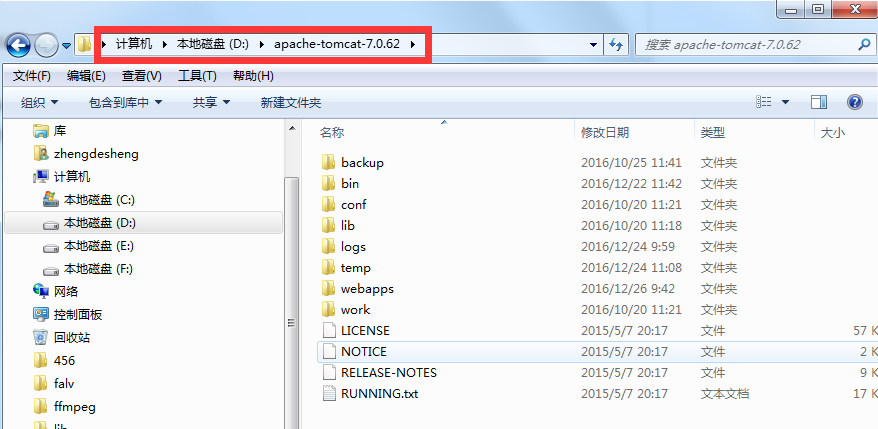 计算机 本地磁盘 (D:) apache-tomcat-7.0.62 搜索 apache-tomcat-7.0.62
文件(F) 编辑(E) 查看(V) 工具(T) 帮助(H)
组织 包含到库中 共享 新建文件夹
库
zhengdesheng
计算机
本地磁盘 (C:)
本地磁盘 (D:)
本地磁盘 (E:)
本地磁盘 (F:)
网络
控制面板
回收站
456
falv
ffmpeg
lib
名称 修改日期 类型 大小
backup 2016/10/25 11:41 文件夹
bin 2016/12/22 11:42 文件夹
conf 2016/10/20 11:21 文件夹
lib 2016/10/20 11:18 文件夹
logs 2016/12/24 9:59 文件夹
temp 2016/12/24 11:08 文件夹
webapps 2016/12/26 9:42 文件夹
work 2016/10/20 11:21 文件夹
LICENSE 2015/5/7 20:17 文件 57 K
NOTICE 2015/5/7 20:17 文件 2 K
RELEASE-NOTES 2015/5/7 20:17 文件 9 K
RUNNING.txt 2015/5/7 20:17 文本文档 17 K